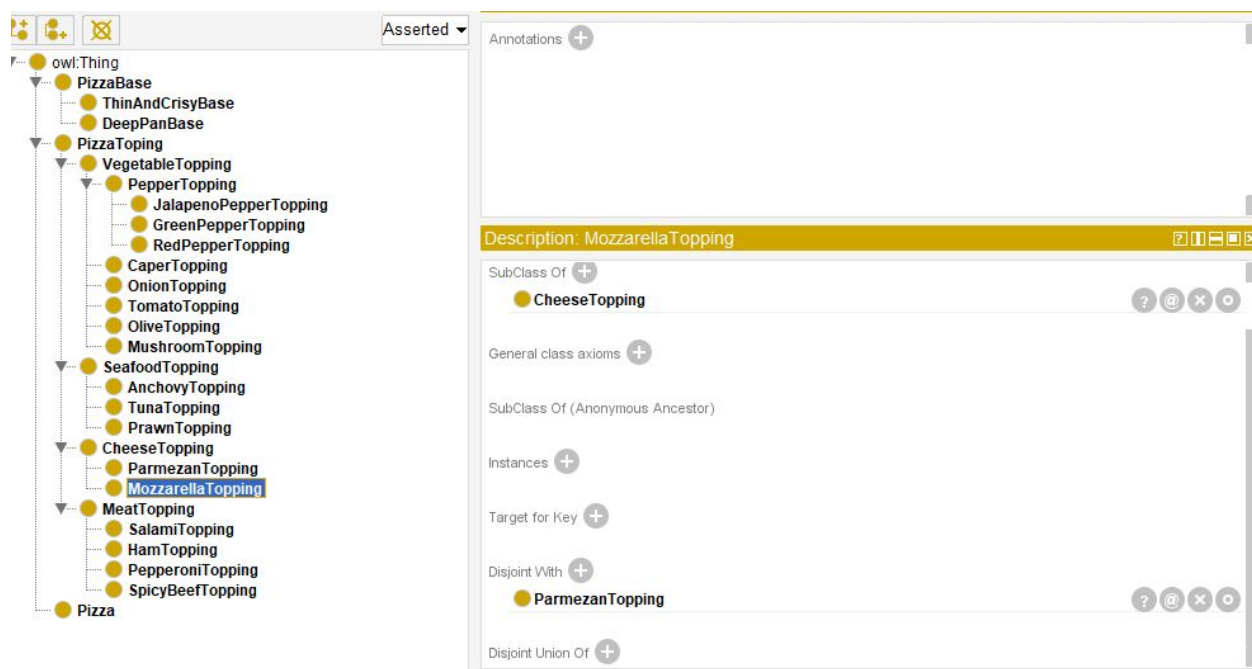 Asserted
owl:Thing
PizzaBase
ThinAndCrisyBase
DeepPanBase
PizzaToping
VegetableTopping
PepperTopping
JalapenoPepperTopping
GreenPepperTopping
RedPepperTopping
CaperTopping
OnionTopping
TomatoTopping
OliveTopping
MushroomTopping
SeafoodTopping
AnchovyTopping
TunaTopping
PrawnTopping
CheeseTopping
ParmezanTopping
MozzarellaTopping
MeatTopping
SalamiTopping
HamTopping
PepperoniTopping
SpicyBeefTopping
Pizza
Annotations
Description: MozzarellaTopping
SubClass Of
CheeseTopping
General class axioms
SubClass Of (Anonymous Ancestor)
Instances
Target for Key
Disjoint With
ParmezanTopping
Disjoint Union Of